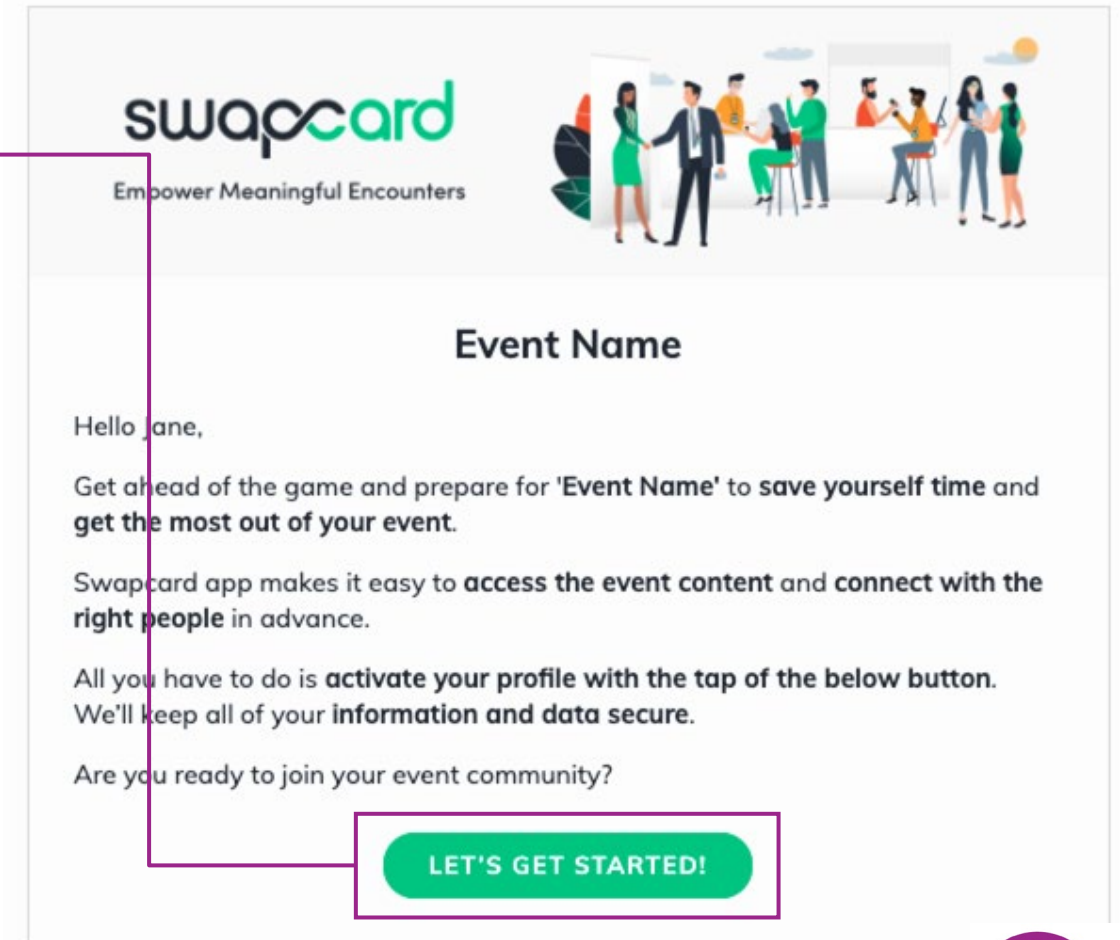 swapcard
Empower Meaningful Encounters
Event Name
Hello Jane,
Get ahead of the game and prepare for 'Event Name' to save yourself time and
get the most out of your event.
Swapcard app makes it easy to access the event content and connect with the
right people in advance.
All you have to do is activate your profile with the tap of the below button.
We'll keep all of your information and data secure.
Are you ready to join your event community?
LET'S GET STARTED!